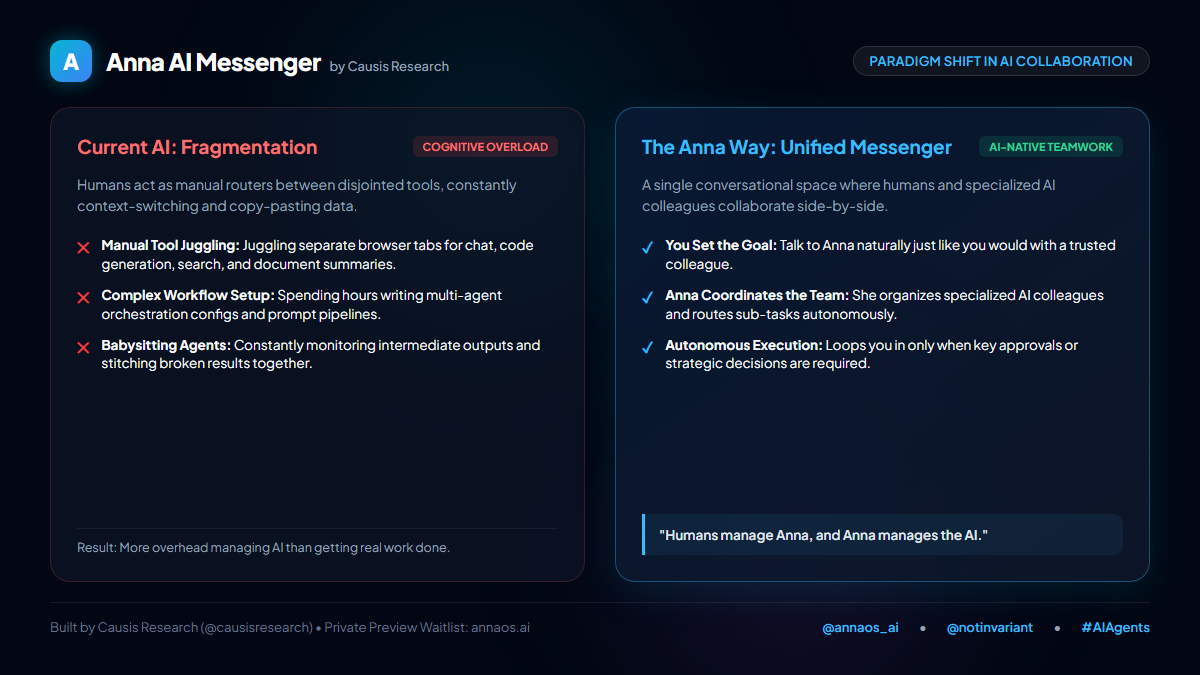 A
Anna AI Messenger by Causis Research
PARADIGM SHIFT IN AI COLLABORATION
Current AI: Fragmentation
COGNITIVE OVERLOAD
Humans act as manual routers between disjointed tools, constantly
context-switching and copy-pasting data.
Manual Tool Juggling: Juggling separate browser tabs for chat, code
generation, search, and document summaries.
Complex Workflow Setup: Spending hours writing multi-agent
orchestration configs and prompt pipelines.
Babysitting Agents: Constantly monitoring intermediate outputs and
stitching broken results together.
Result: More overhead managing AI than getting real work done.
The Anna Way: Unified Messenger
AI-NATIVE TEAMWORK
A single conversational space where humans and specialized AI
colleagues collaborate side-by-side.
You Set the Goal: Talk to Anna naturally just like you would with a trusted
colleague.
Anna Coordinates the Team: She organizes specialized AI colleagues
and routes sub-tasks autonomously.
Autonomous Execution: Loops you in only when key approvals or
strategic decisions are required.
"Humans manage Anna, and Anna manages the AI."
Built by Causis Research (@causisresearch) • Private Preview Waitlist: annaos.ai
@annaos_ai • @notinvariant • #AIAgents